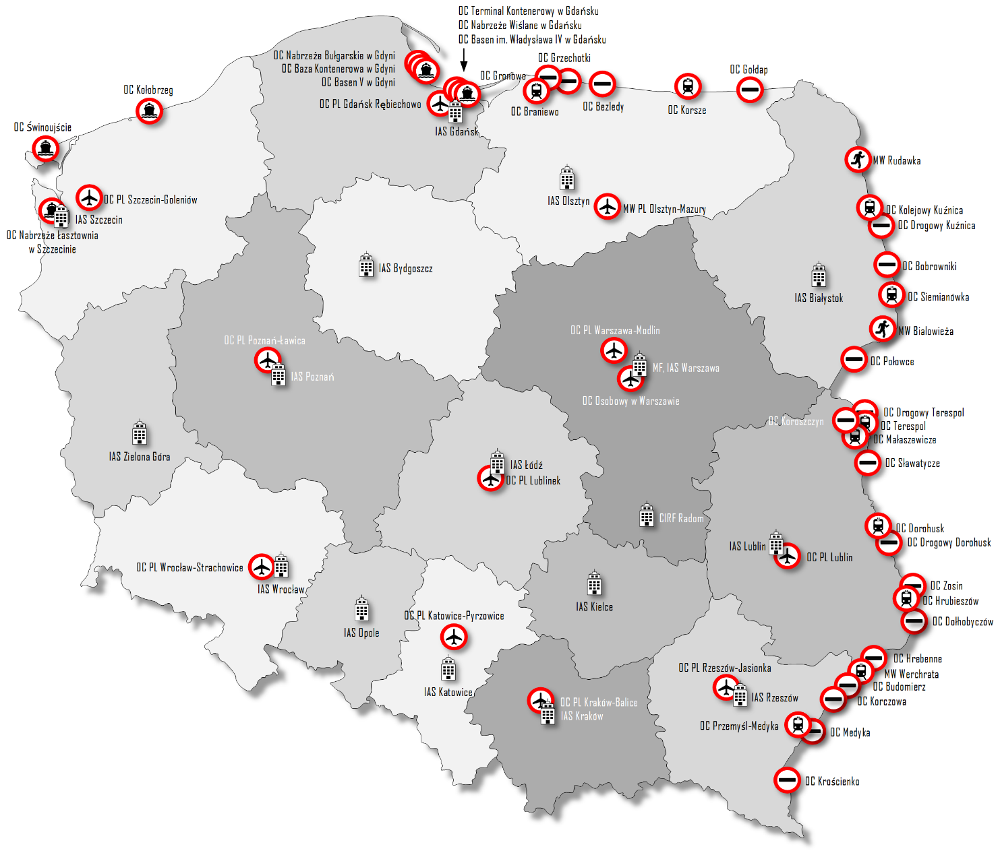 OC Terminal Kontenerowy w Gdańsku
OC Nabrzeże Wiślane w Gdańsku
OC Basen im. Władysława IV w Gdańsku
OC Nabrzeże Bułgarskie w Gdyni
OC Baza Kontenerowa w Gdyni
OC Basen V w Gdyni
OC Grzechotki
OC Gronowo
OC Gołdap
OC Kołobrzeg
OC PL Gdańsk Rębiechowo
OC Braniewo
OC Bezledy
OC Korsze
OC Świnoujście
IAS Gdańsk
MW Rudawka
OC PL Szczecin-Goleniów
IAS Szczecin
OC Nabrzeże Łasztownia
w Szczecinie
IAS Olsztyn
MW PL Olsztyn-Mazury
OC Kolejowy Kuźnica
OC Drogowy Kuźnica
IAS Bydgoszcz
OC Bobrowniki
IAS Białystok
OC Siemianówka
OC PL Warszawa-Modlin
MW Bialowieża
OC PL Poznań-Ławica
IAS Poznań
MF, IAS Warszawa
OC Połowce
OC Osobowy w Warszawie
OC Drogowy Terespol
OC Koroszczyn
OC Terespol
OC Małaszewicze
IAS Zielona Góra
OC Sławatycze
IAS Łódź
OC PL Lublinek
CIRF Radom
OC Dorohusk
OC Drogowy Dorohusk
IAS Lublin
OC PL Lublin
OC PL Wrocław-Strachowice
IAS Wrocław
OC Zosin
OC Hrubieszów
IAS Kielce
OC PL Katowice-Pyrzowice
OC Dołhobyczów
IAS Opole
OC Hrebenne
OC PL Rzeszów-Jasionka
MW Werchrata
OC Budomierz
IAS Katowice
IAS Rzeszów
OC Korczowa
OC PL Kraków-Balice
IAS Kraków
OC Przemyśl-Medyka
OC Medyka
OC Krościenko